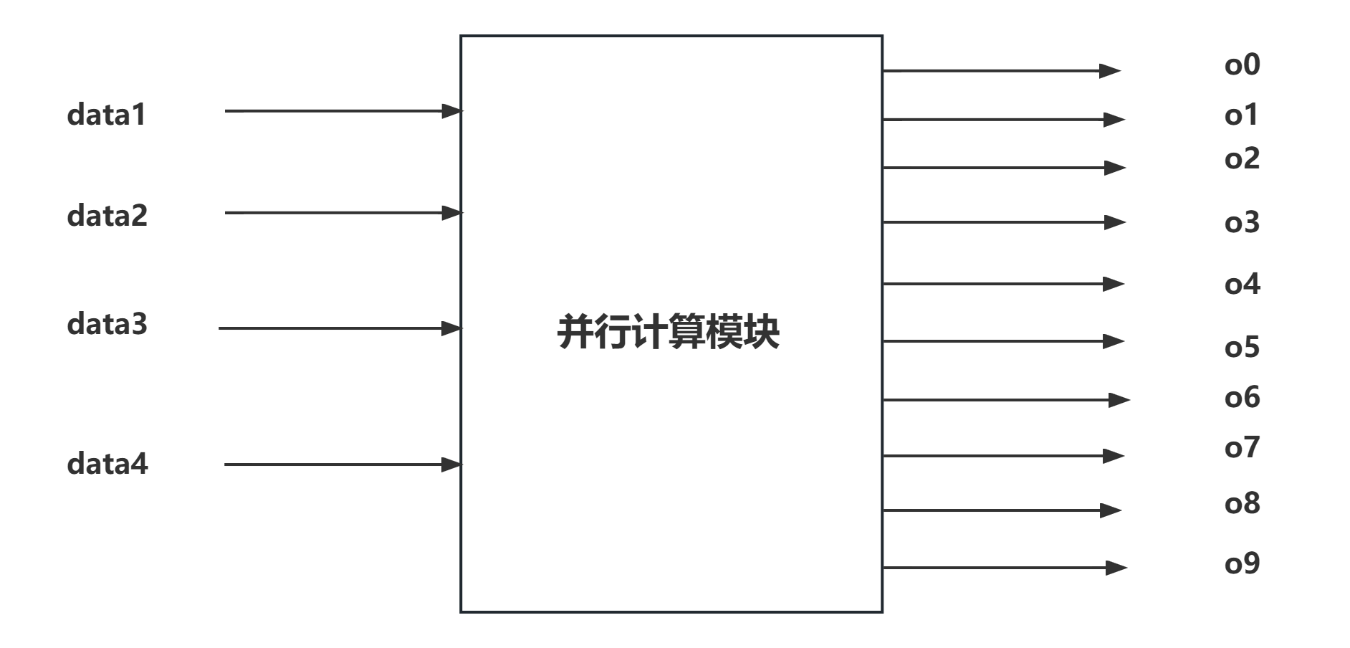 data1
data2
data3
data4
并行计算模块
o0
o1
o2
o3
o4
o5
o6
o7
o8
o9